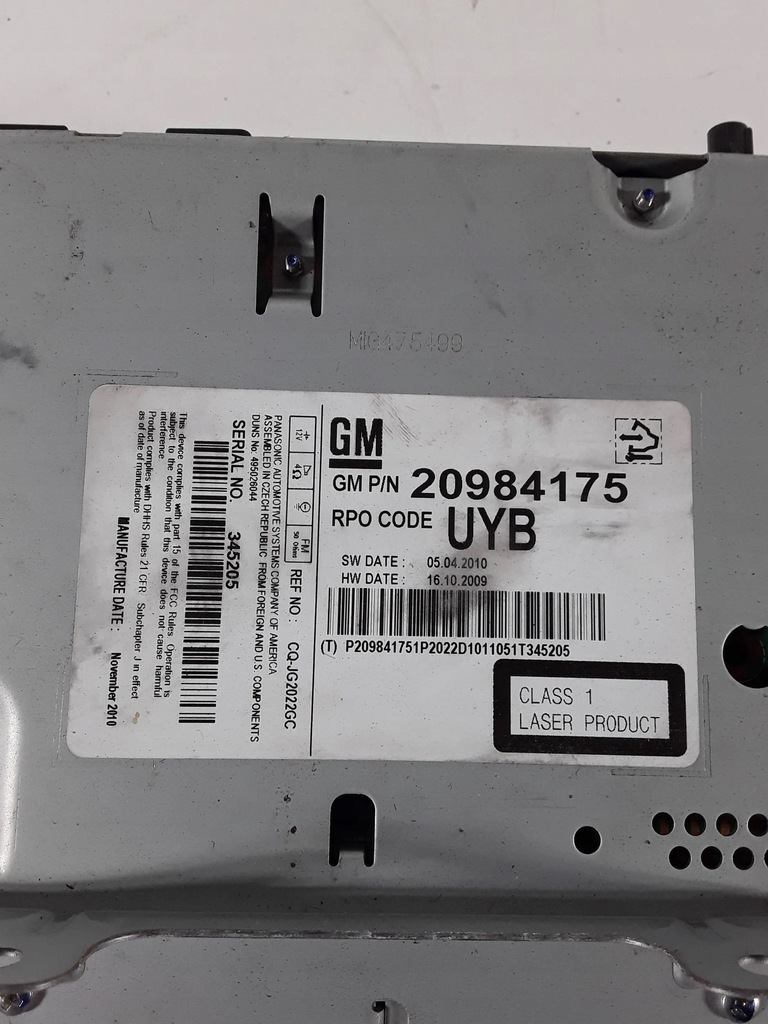 MIG475499
GM
GM P/N 20984175
RPO CODE UYB
SW DATE : 05.04.2010
HW DATE : 16.10.2009
(T) P209841751P2022D1011051T345205
CLASS 1
LASER PRODUCT
12V 4Ω FM 50 Ohms REF NO : CQ-JG2022GC
PANASONIC AUTOMOTIVE SYSTEMS COMPANY OF AMERICA
ASSEMBLED IN CZECH REPUBLIC FROM FOREIGN AND U.S. COMPONENTS
DUNS No: 495026044
SERIAL NO. 345205
This device complies with part 15 of the FCC Rules. Operation is
subject to the condition that this device does not cause harmful
interference
Product complies with DHHS Rules 21 CFR Subchapter J in effect
as of date of manufacture
MANUFACTURE DATE : November 2010